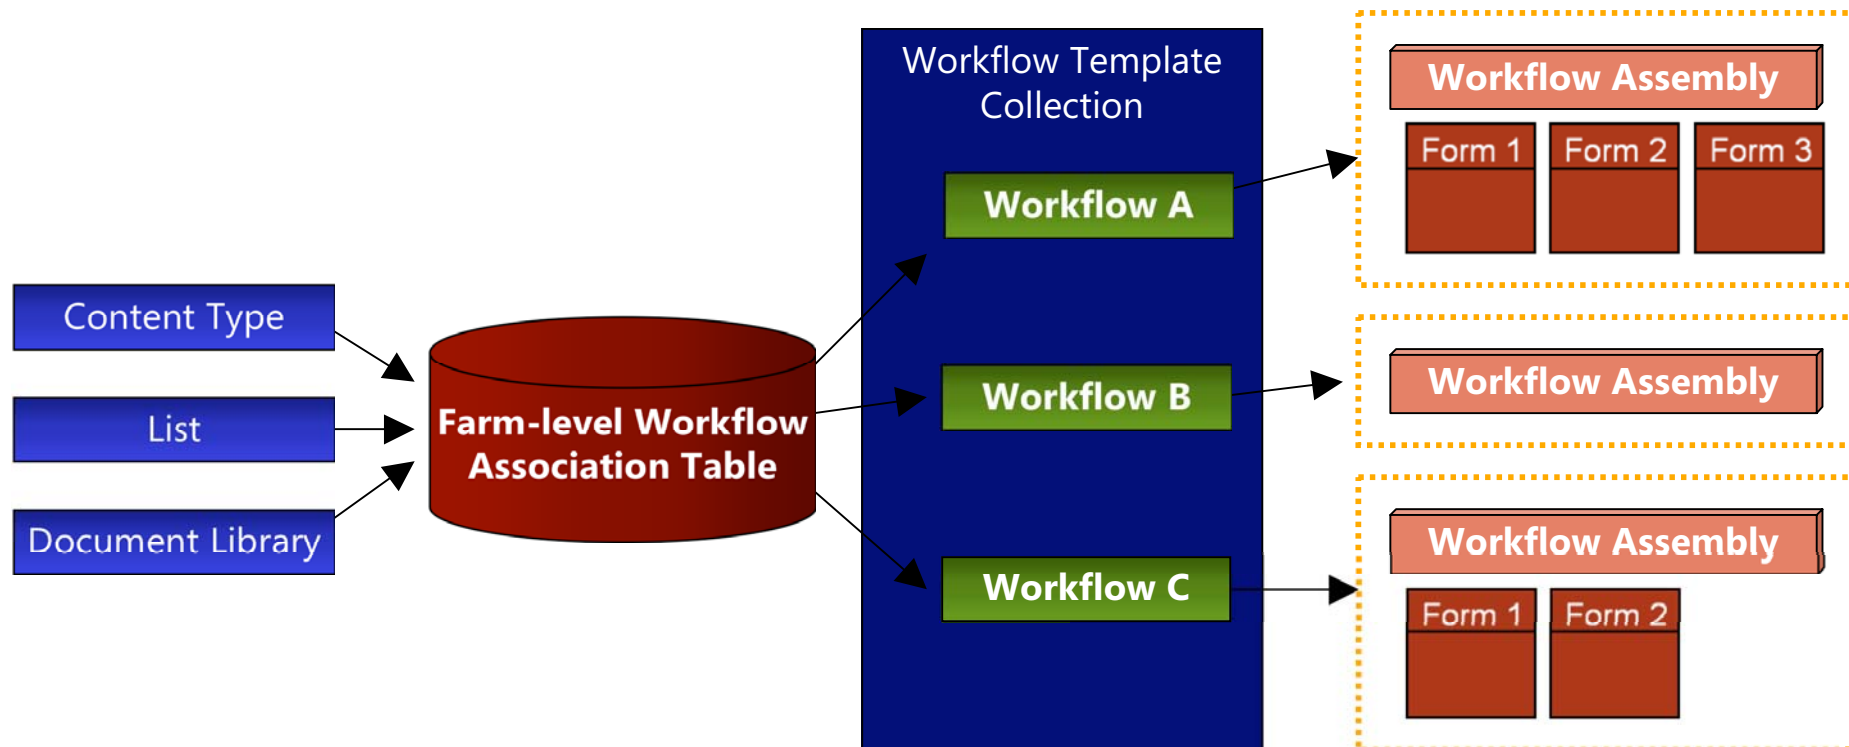 Content Type
List
Document Library
Farm-level Workflow
Association Table
Workflow Template
Collection
Workflow A
Workflow B
Workflow C
Workflow Assembly
Form 1
Form 2
Form 3
Workflow Assembly
Workflow Assembly
Form 1
Form 2